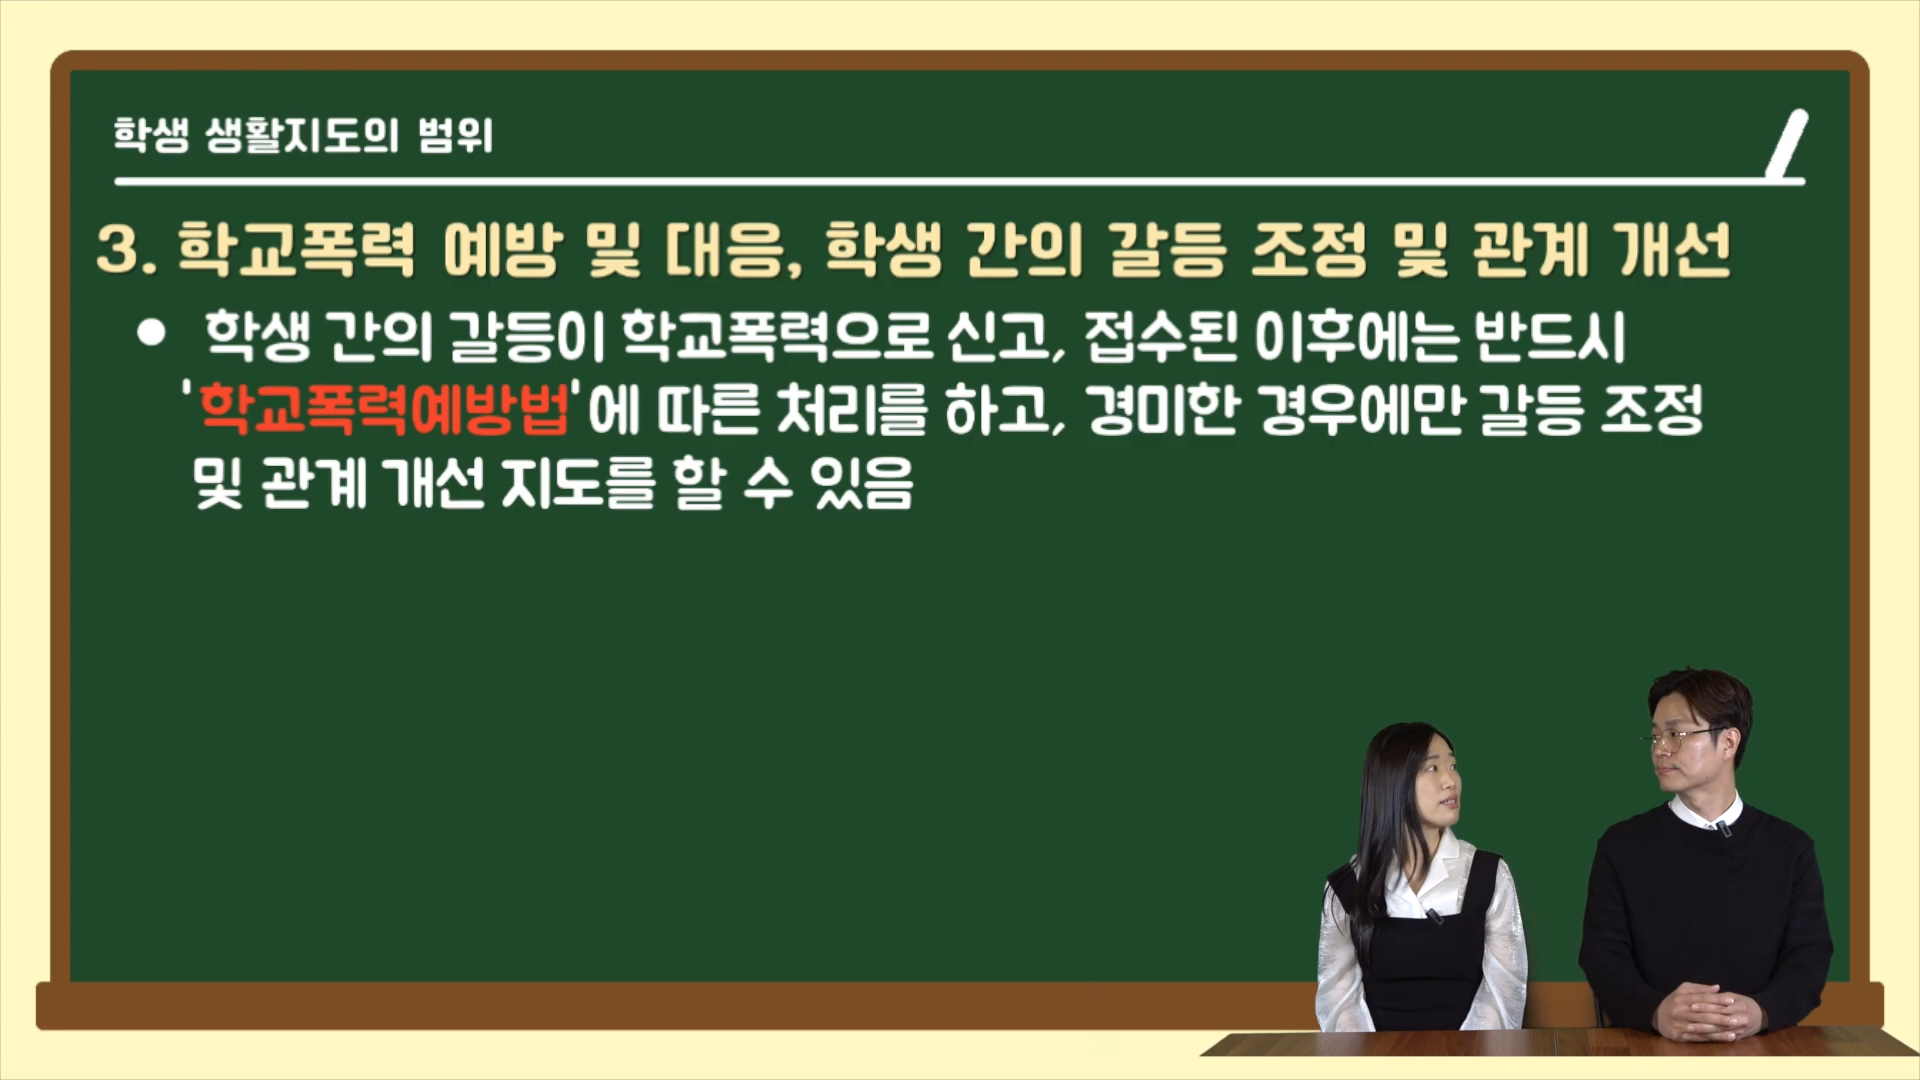 학생 생활지도의 범위
3. 학교폭력 예방 및 대응, 학생 간의 갈등 조정 및 관계 개선
● 학생 간의 갈등이 학교폭력으로 신고, 접수된 이후에는 반드시
'학교폭력예방법'에 따른 처리를 하고, 경미한 경우에만 갈등 조정
및 관계 개선 지도를 할 수 있음